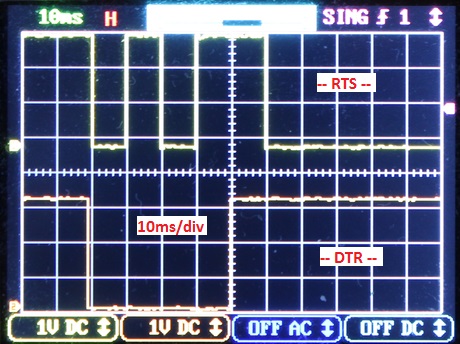 10ms H SING ƒ 1
-- RTS --
10ms/div
-- DTR --
1V DC 1V DC OFF AC OFF DC